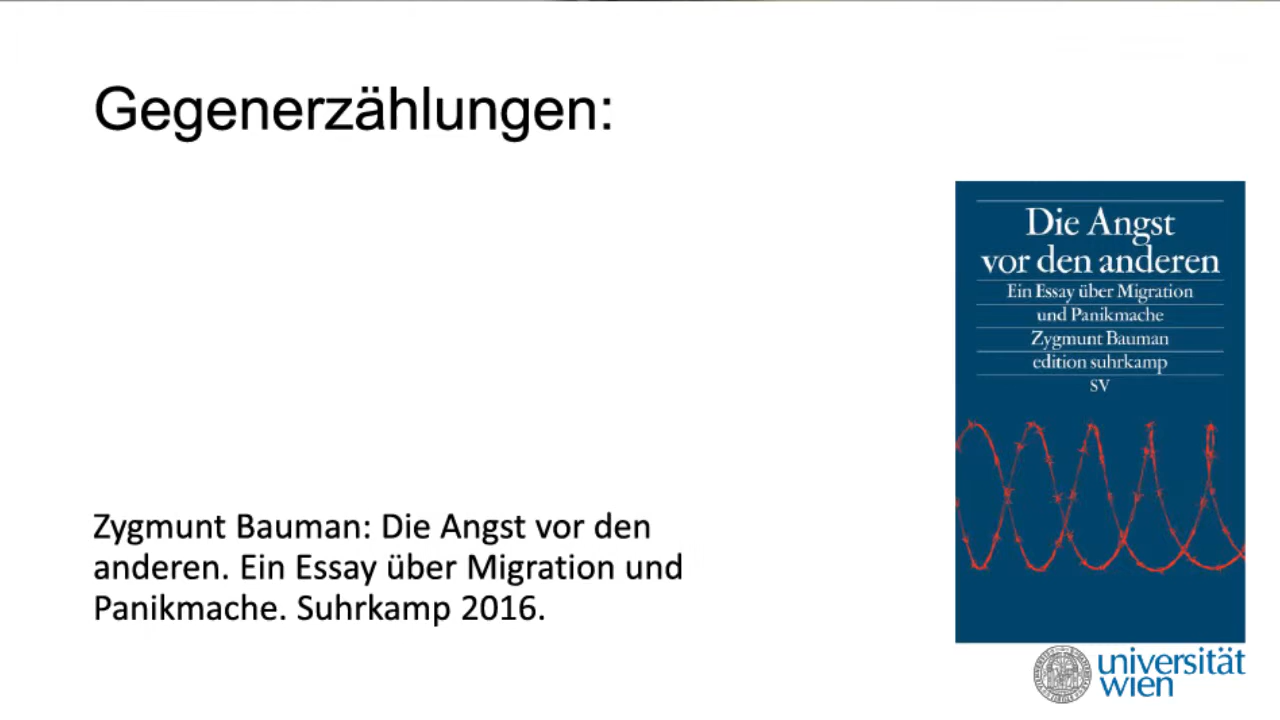 Gegenerzählungen:
Die Angst
vor den anderen
Ein Essay über Migration
und Panikmache
Zygmunt Bauman
edition suhrkamp
SV
Zygmunt Bauman: Die Angst vor den
anderen. Ein Essay über Migration und
Panikmache. Suhrkamp 2016.
universität
wien